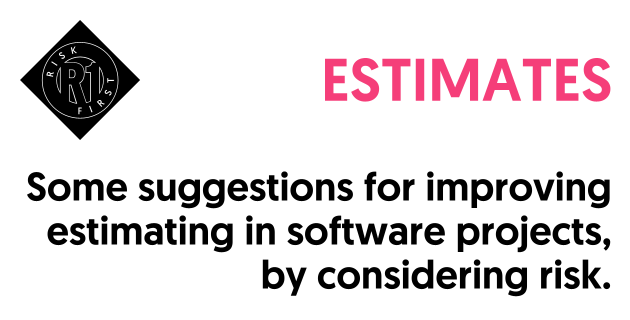 RISK
R1
FIRST
ESTIMATES
Some suggestions for improving
estimating in software projects,
by considering risk.